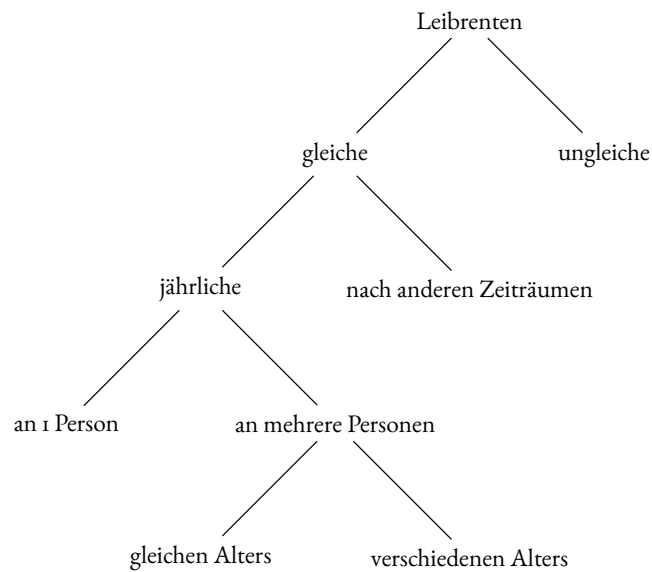 Leibrenten
gleiche
ungleiche
jährliche
nach anderen Zeiträumen
an 1 Person
an mehrere Personen
gleichen Alters
verschiedenen Alters